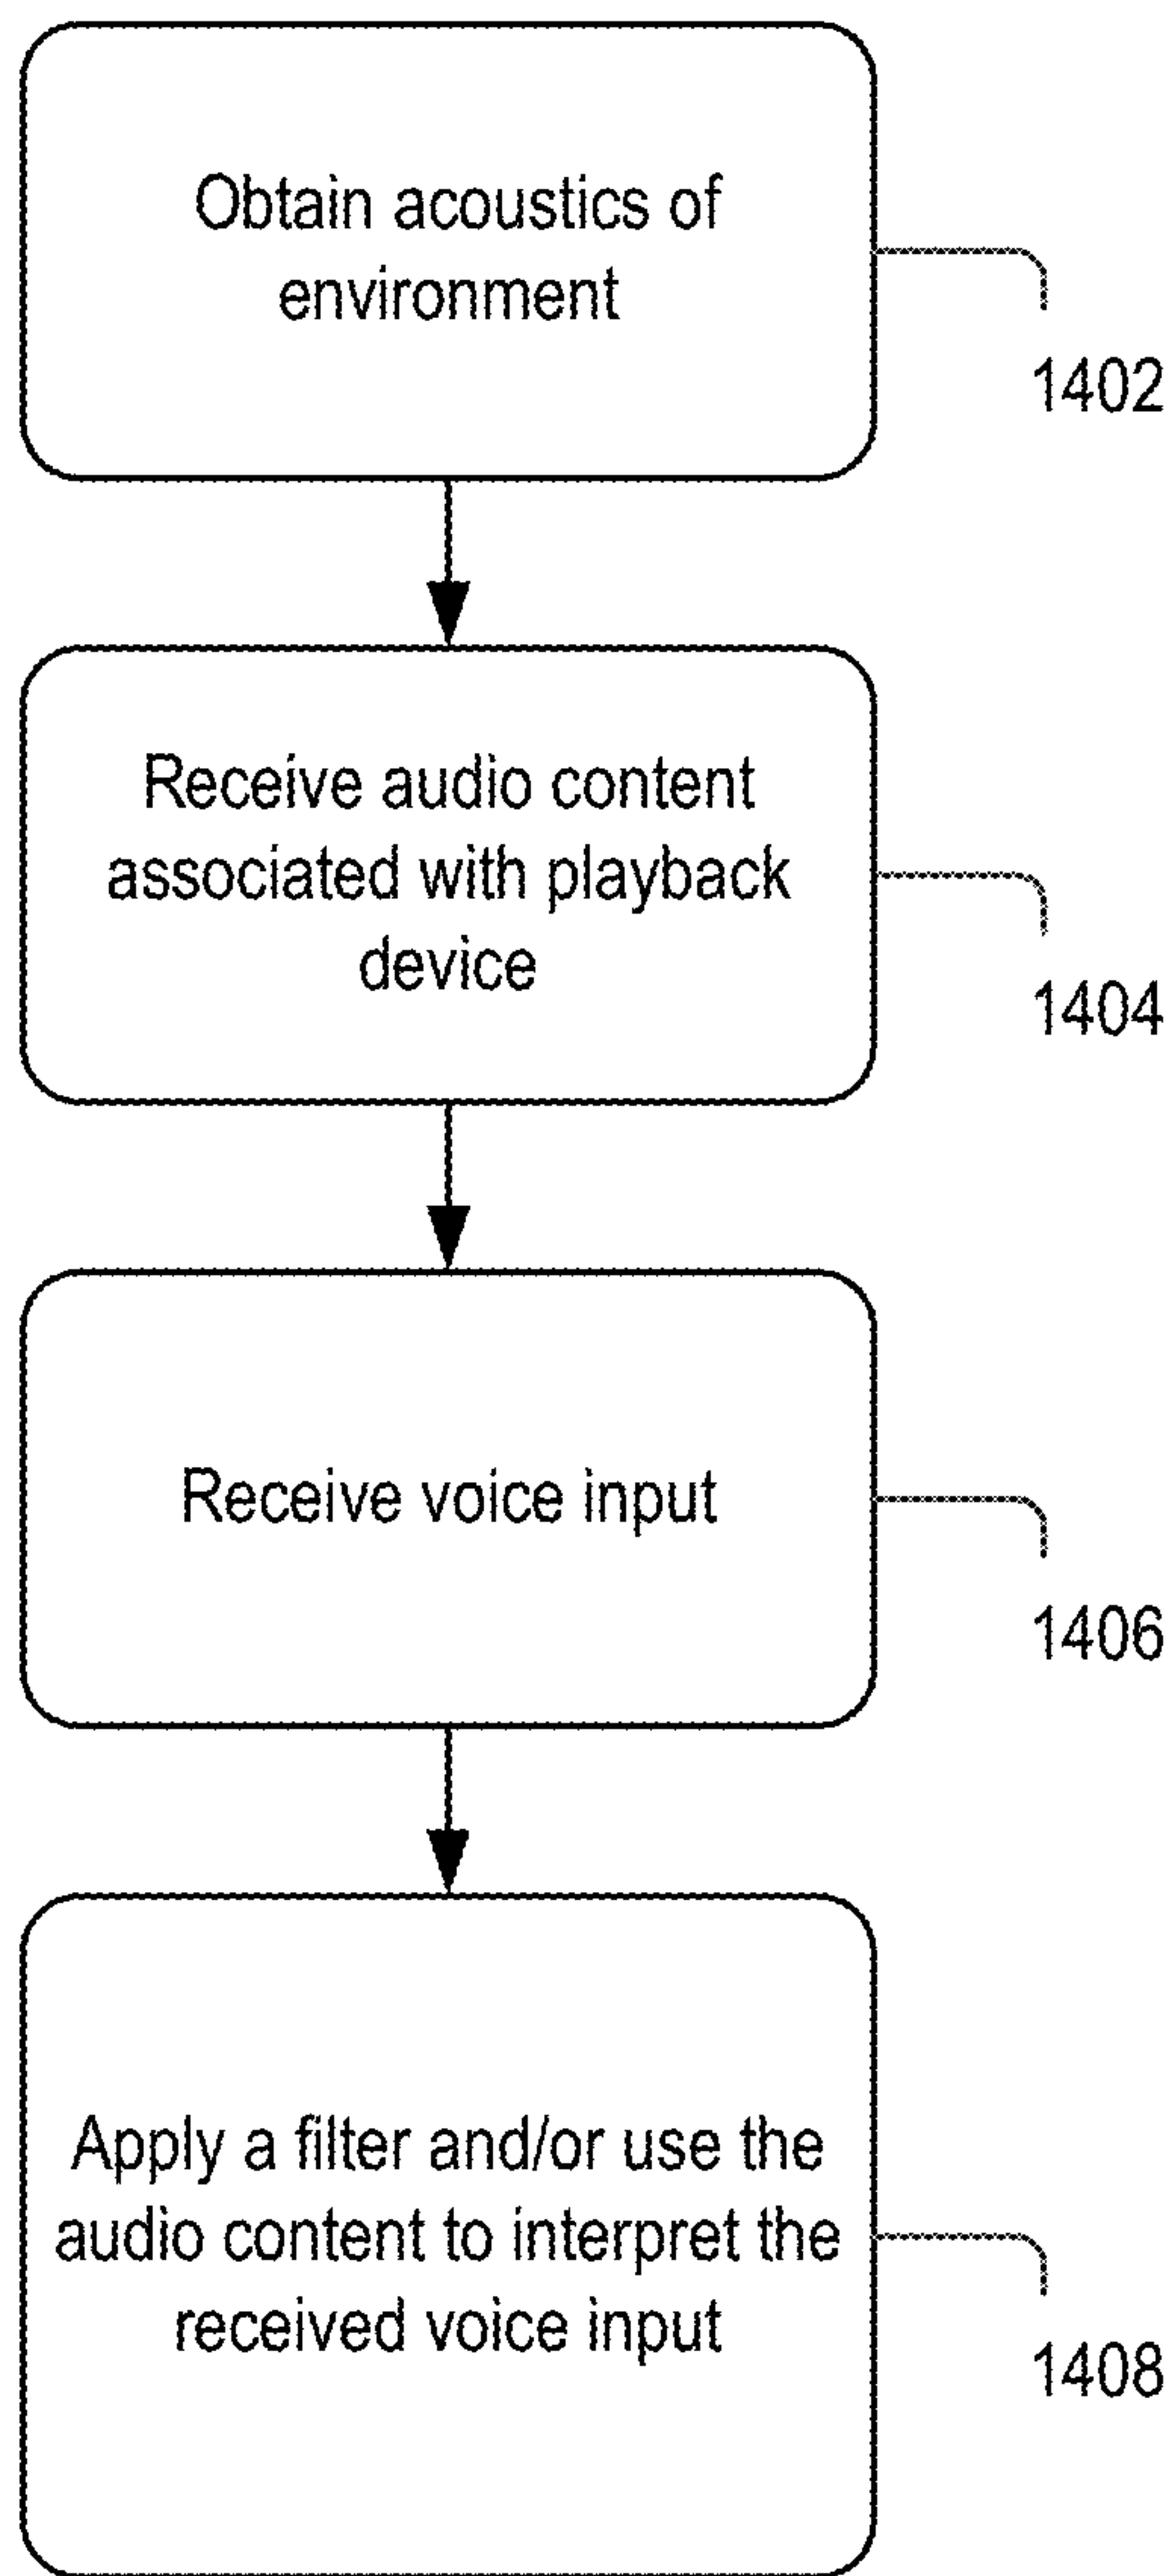 Obtain acoustics of
environment
1402
Receive audio content
associated with playback
device
1404
Receive voice input
1406
Apply a filter and/or use the
audio content to interpret the
received voice input
1408